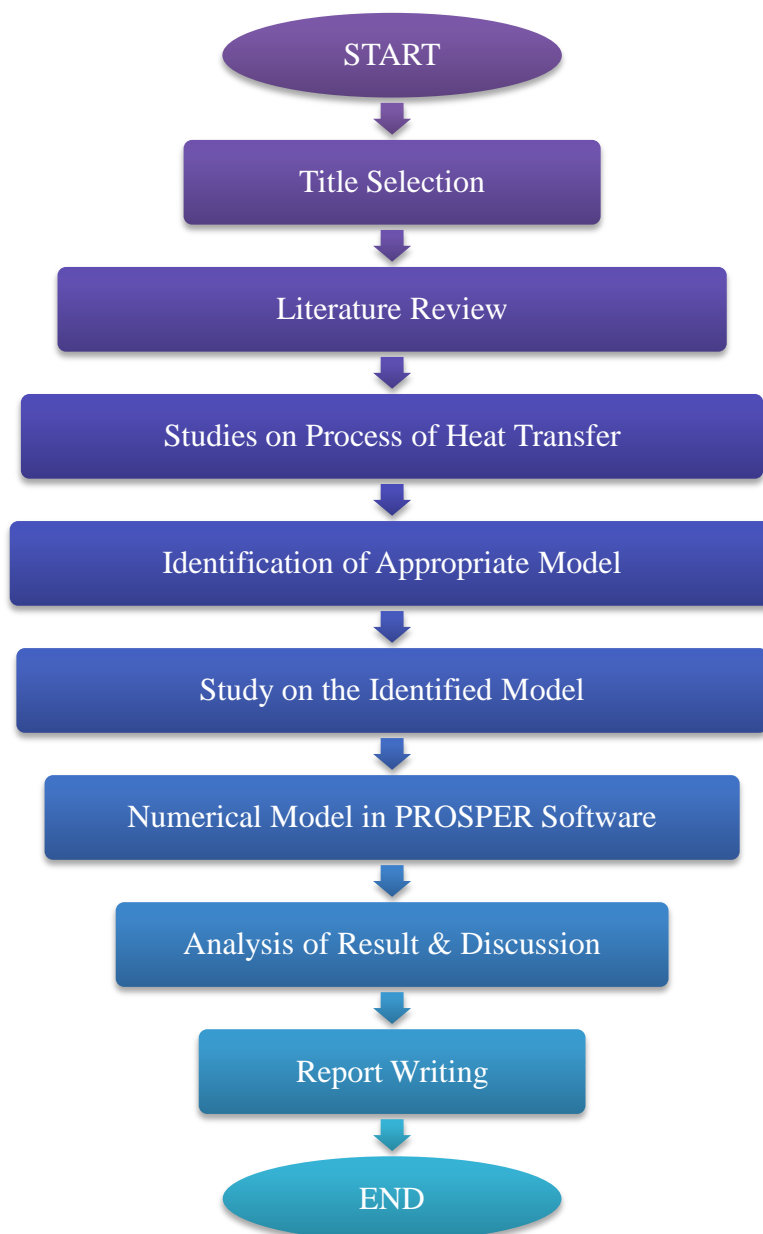 START
Title Selection
Literature Review
Studies on Process of Heat Transfer
Identification of Appropriate Model
Study on the Identified Model
Numerical Model in PROSPER Software
Analysis of Result & Discussion
Report Writing
END